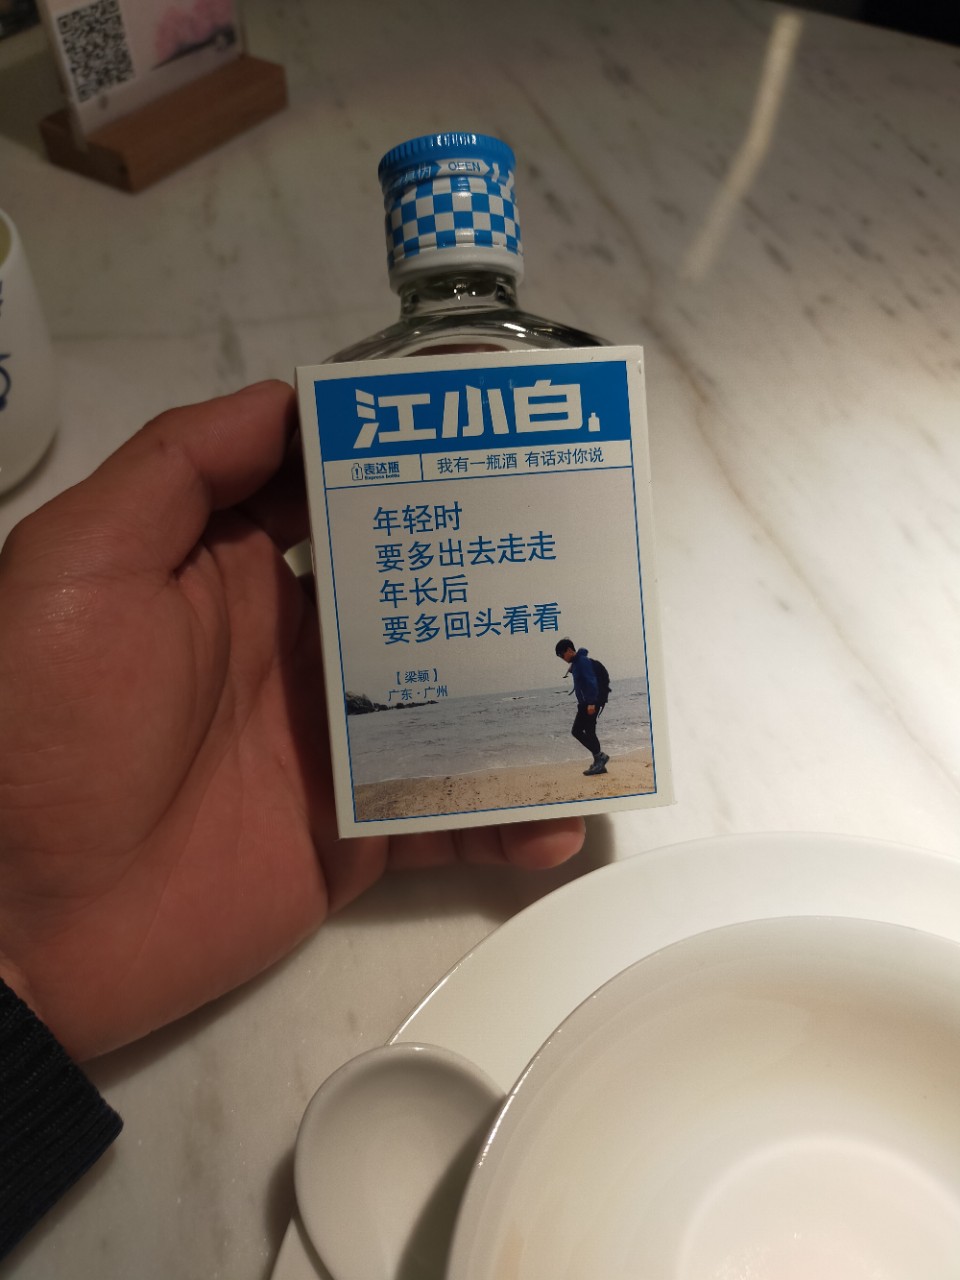 OPEN
江小白
表达瓶
我有一瓶酒 有话对你说
年轻时
要多出去走走
年长后
要多回头看看
【梁颖】
广东·广州